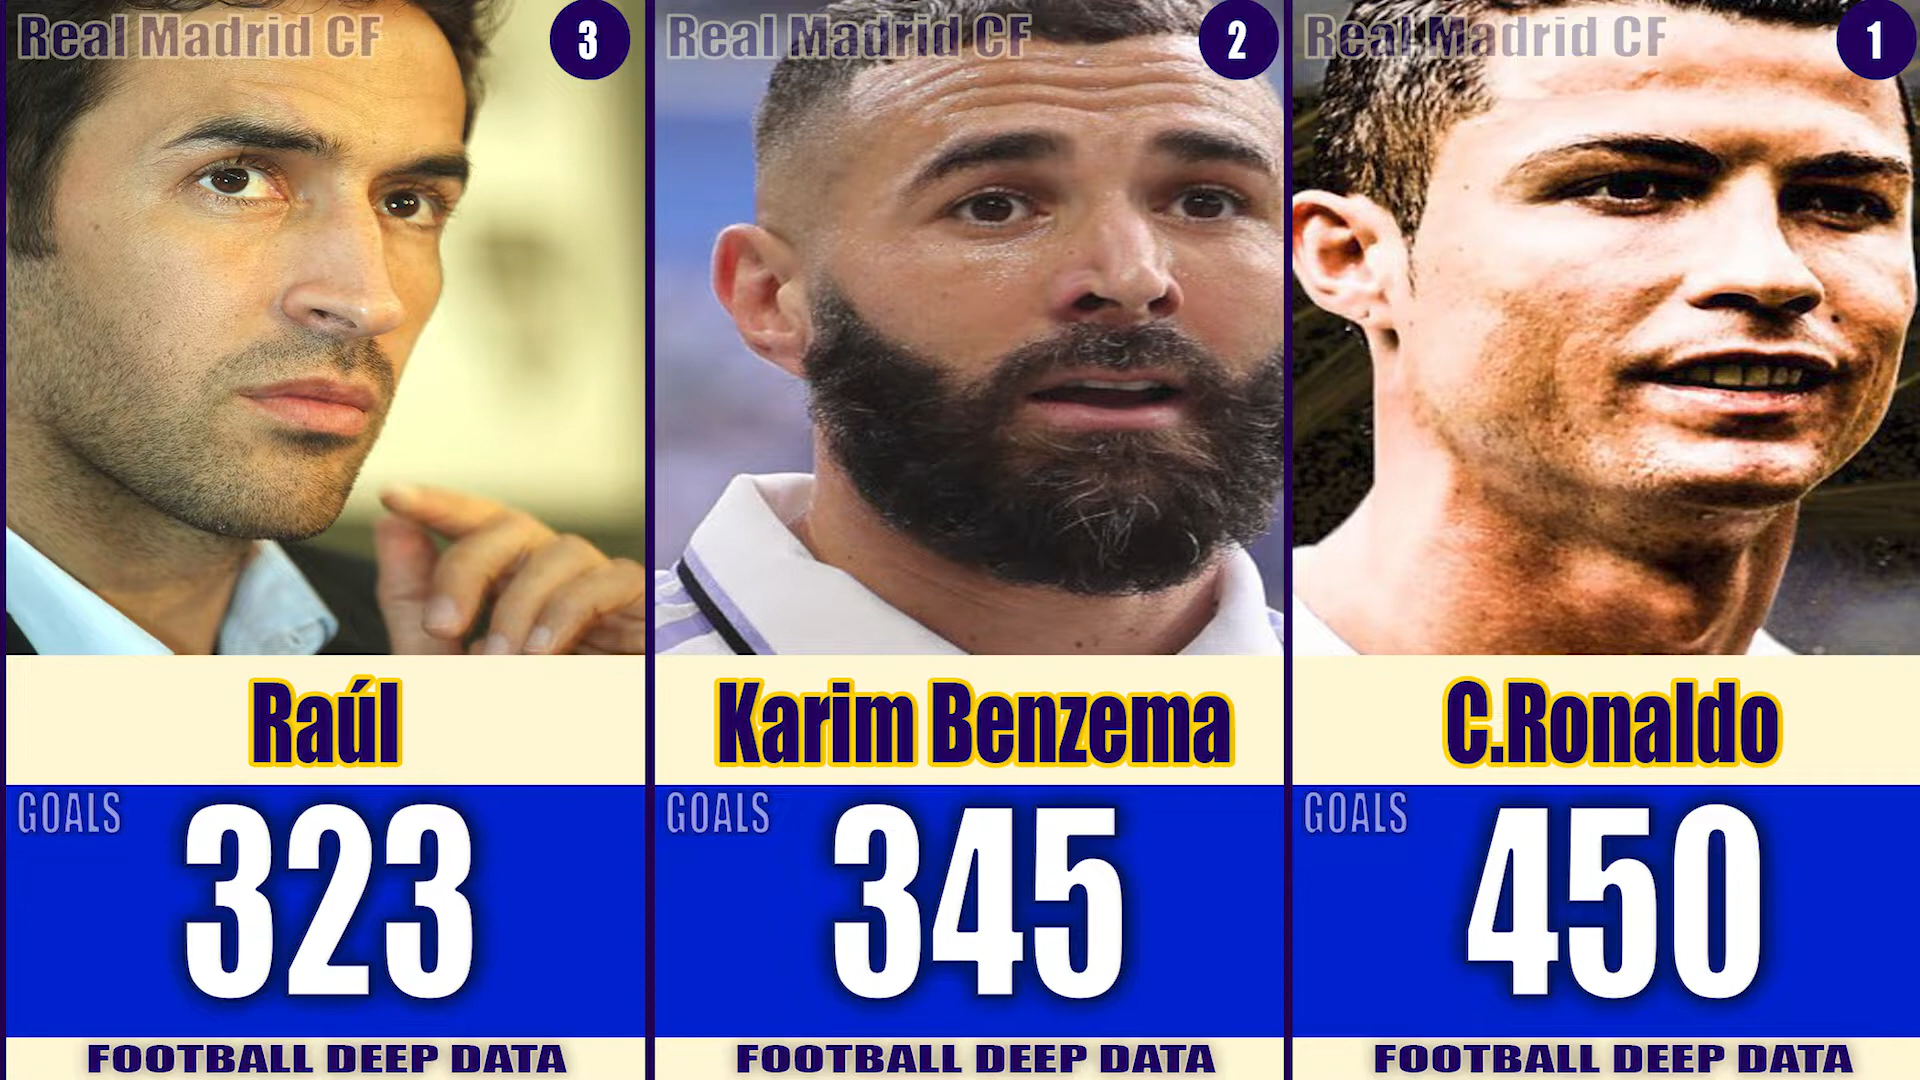 Real Madrid CF
3
Raúl
GOALS
323
FOOTBALL DEEP DATA
Real Madrid CF
2
Karim Benzema
GOALS
345
FOOTBALL DEEP DATA
Real Madrid CF
1
C.Ronaldo
GOALS
450
FOOTBALL DEEP DATA